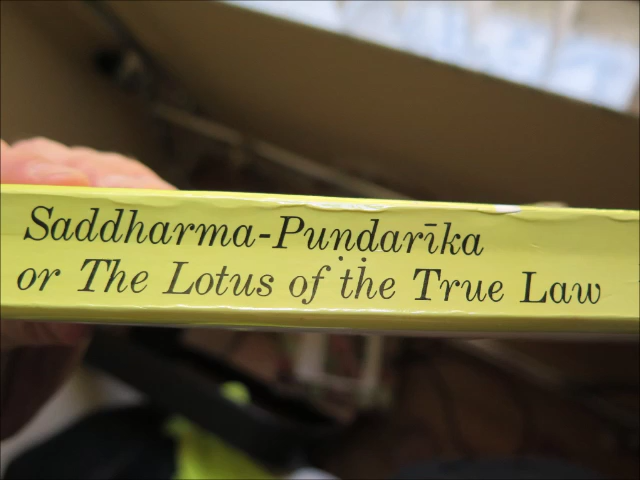 Saddharma-Puṇḍarīka
or The Lotus of the True Law